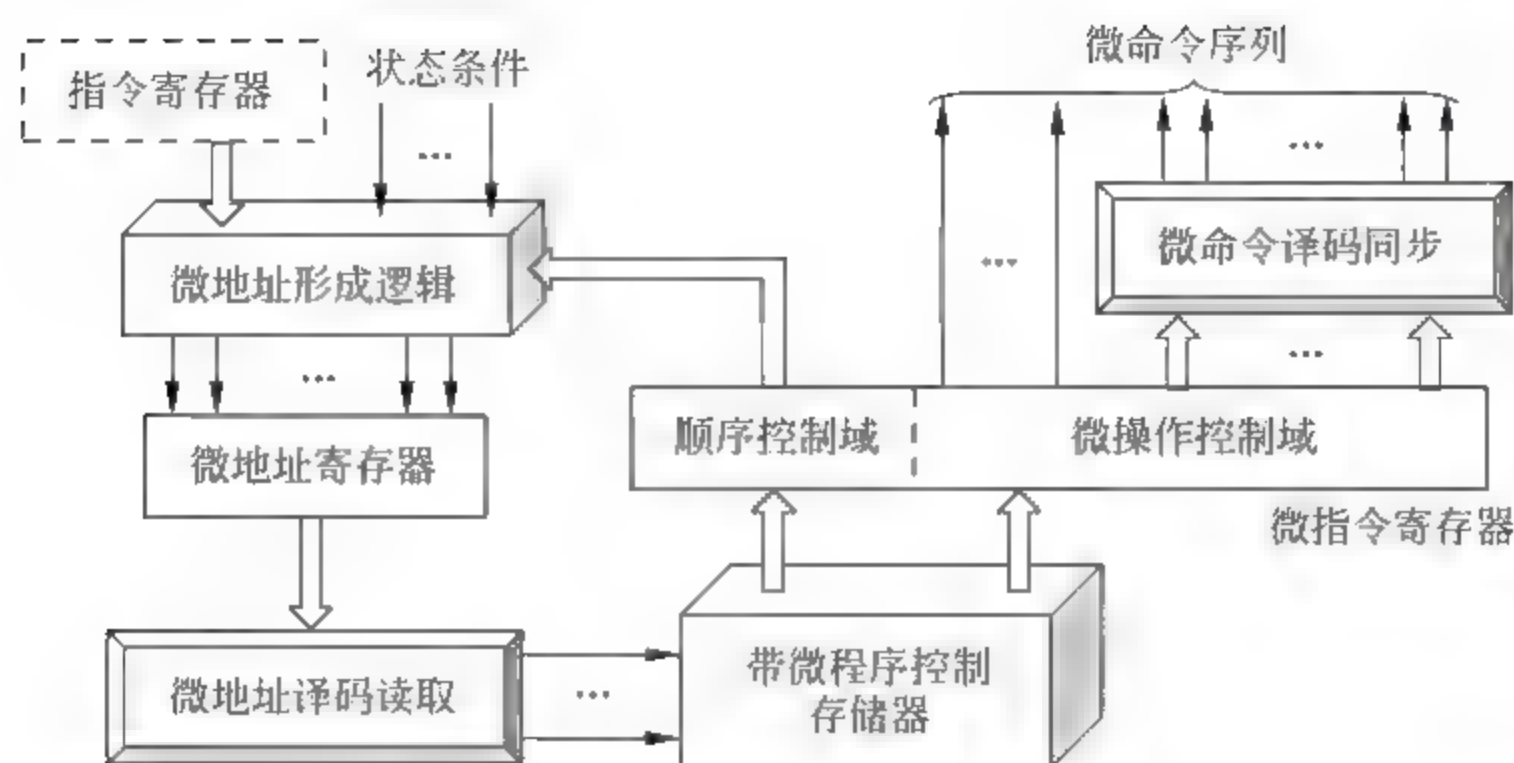 微命令序列
指令寄存器
状态条件
...
...
微命令译码同步
...
微地址形成逻辑
...
...
顺序控制域
微操作控制域
微地址寄存器
微指令寄存器
带微程序控制
存储器
微地址译码读取
...